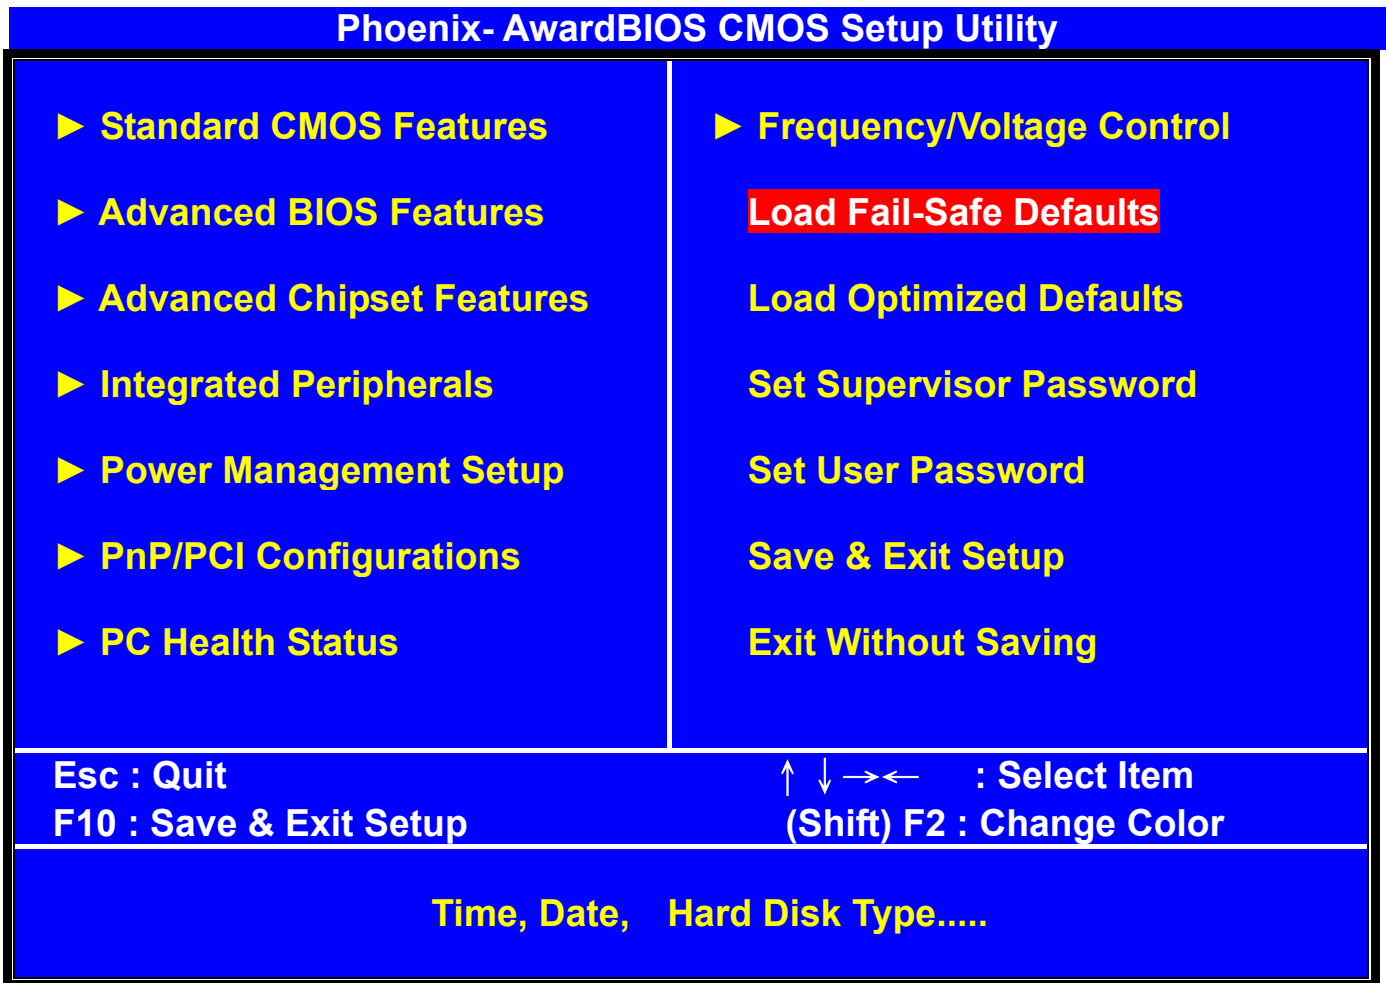 Phoenix- AwardBIOS CMOS Setup Utility
► Standard CMOS Features
► Advanced BIOS Features
► Advanced Chipset Features
► Integrated Peripherals
► Power Management Setup
► PnP/PCI Configurations
► PC Health Status
► Frequency/Voltage Control
Load Fail-Safe Defaults
Load Optimized Defaults
Set Supervisor Password
Set User Password
Save & Exit Setup
Exit Without Saving
Esc : Quit
F10 : Save & Exit Setup
↑ ↓ →← : Select Item
(Shift) F2 : Change Color
Time, Date, Hard Disk Type.....